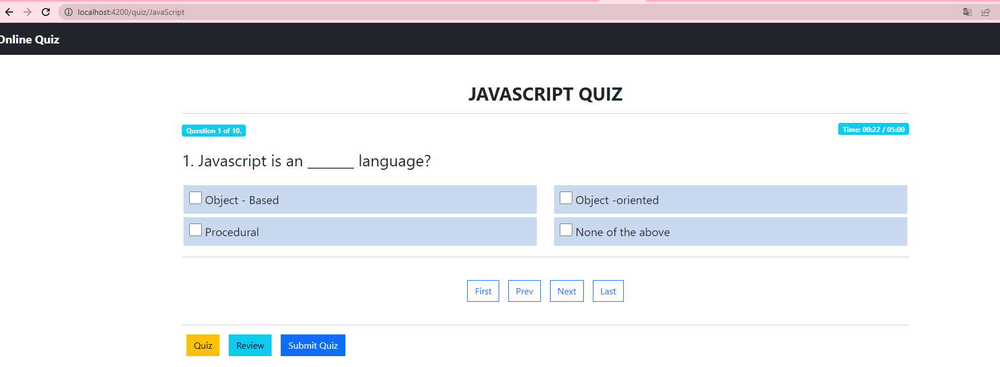 localhost:4200/quiz/JavaScript
Online Quiz
JAVASCRIPT QUIZ
Question 1 of 10.
Time: 00:22 / 05:00
1. Javascript is an _______ language?
Object - Based
Object -oriented
Procedural
None of the above
First Prev Next Last
Quiz Review Submit Quiz